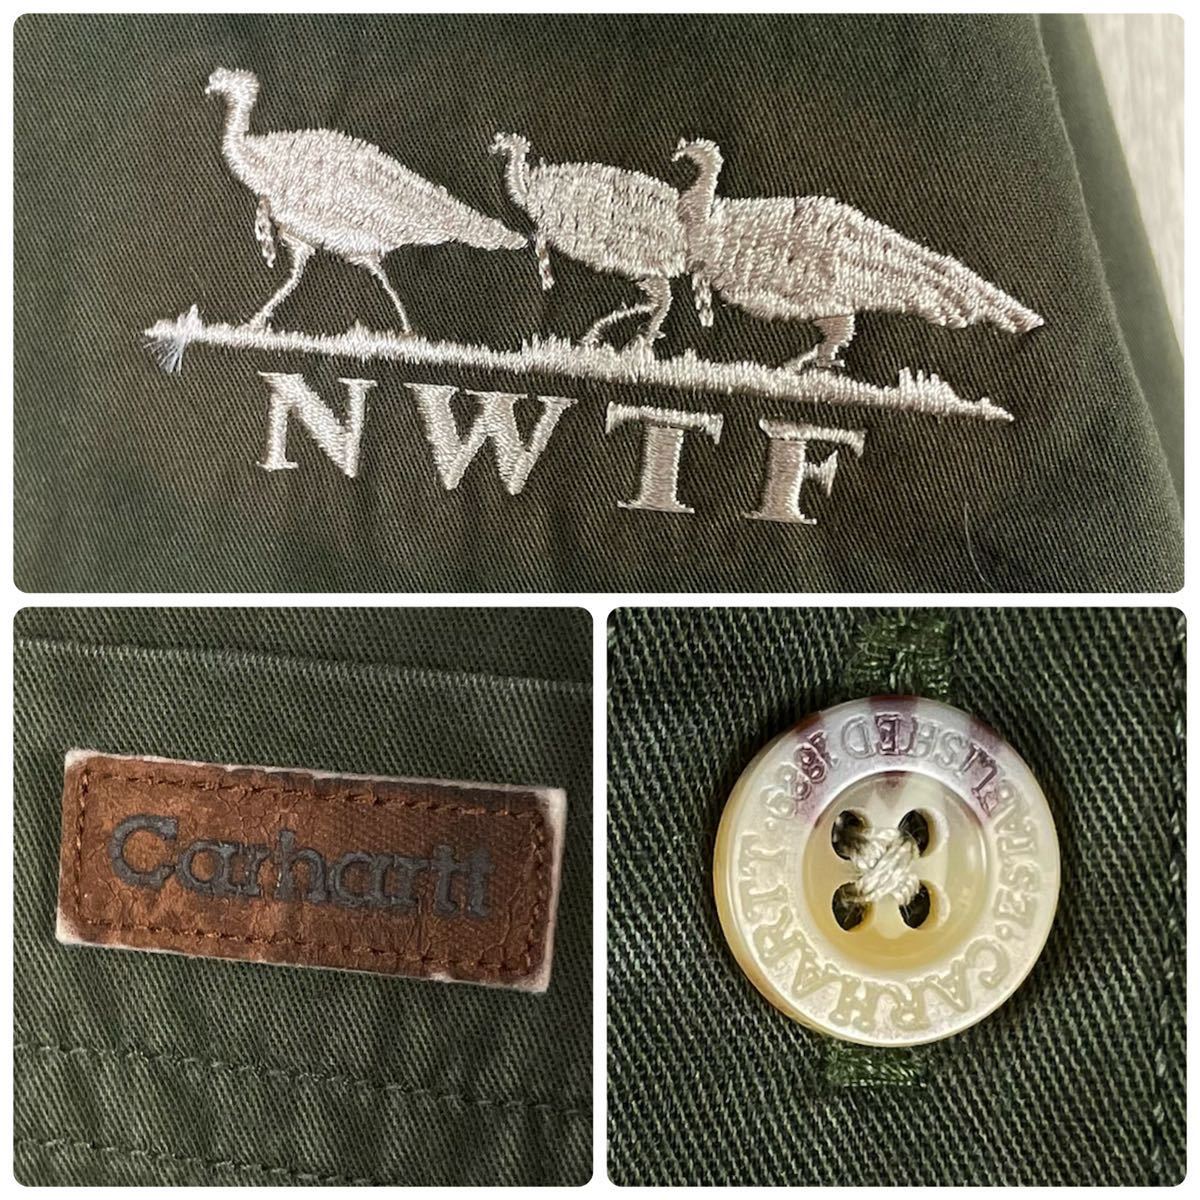 NWTF
Carhartt
CARHARTT · ESTABLISHED 1889 ·